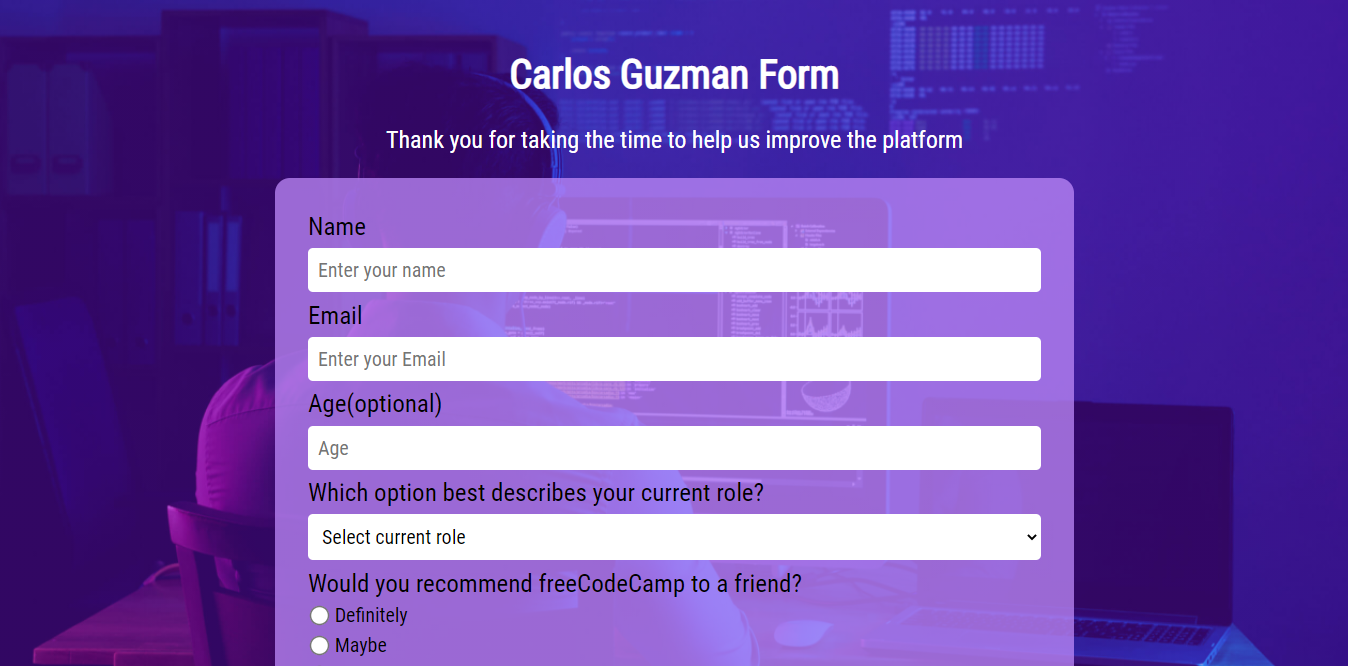 Carlos Guzman Form
Thank you for taking the time to help us improve the platform
Name
Enter your name
Email
Enter your Email
Age(optional)
Age
Which option best describes your current role?
Select current role
Would you recommend freeCodeCamp to a friend?
Definitely
Maybe